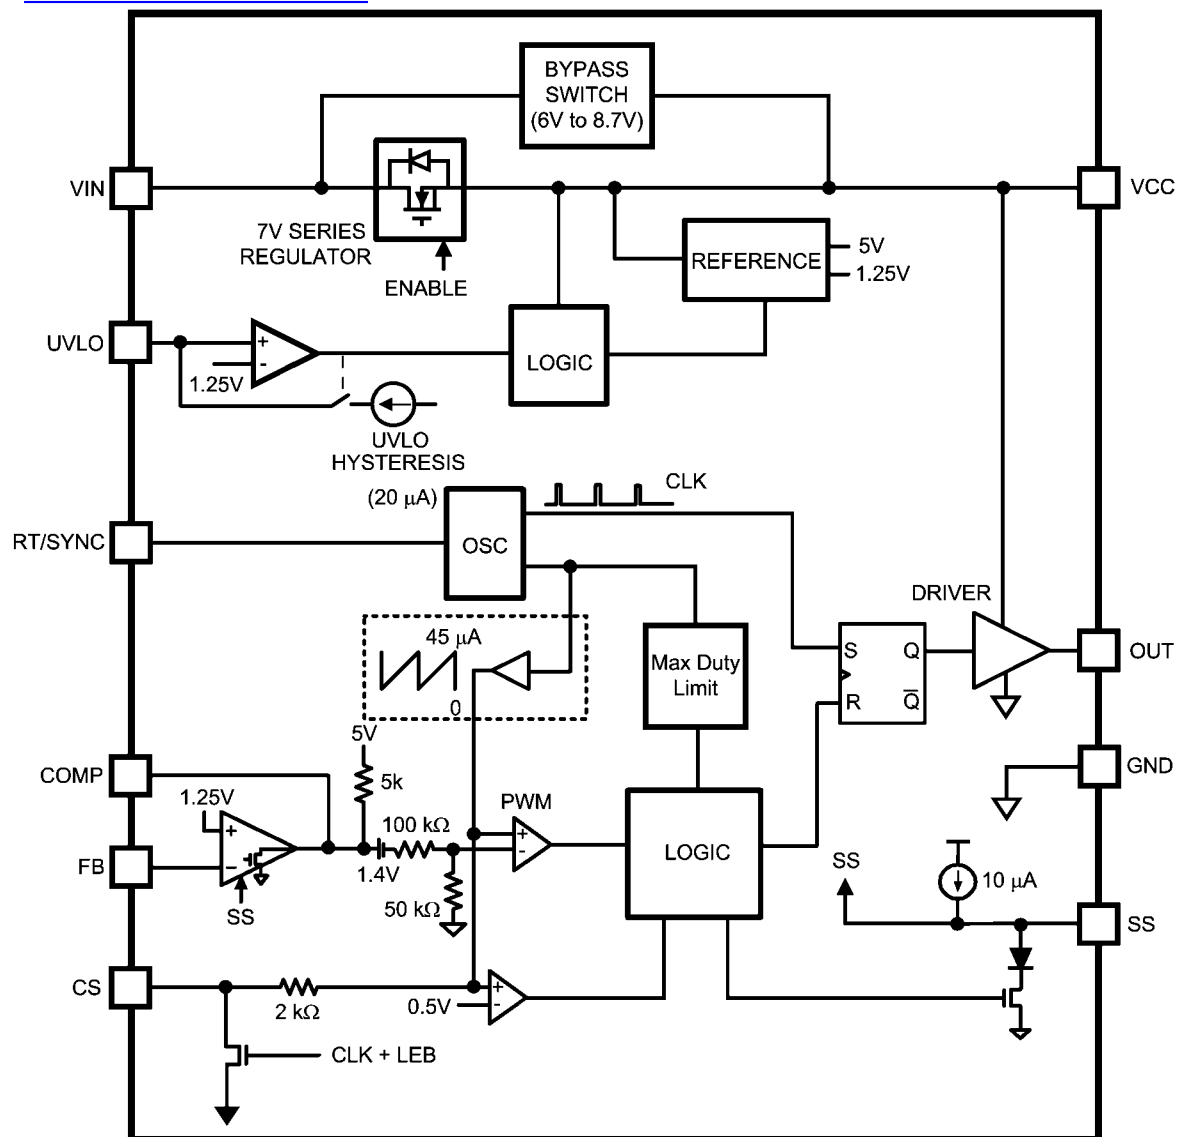 BYPASS
SWITCH
(6V to 8.7V)
VIN
VCC
7V SERIES
REGULATOR
ENABLE
REFERENCE
5V
1.25V
UVLO
+
-
1.25V
LOGIC
UVLO
HYSTERESIS
(20 μA)
CLK
RT/SYNC
OSC
DRIVER
45 μA
0
Max Duty
Limit
S
Q
R
Q̅
OUT
5V
5k
COMP
GND
1.25V
+
-
PWM
100 kΩ
+
-
1.4V
LOGIC
FB
SS
50 kΩ
SS
10 μA
SS
CS
2 kΩ
0.5V
+
-
CLK + LEB